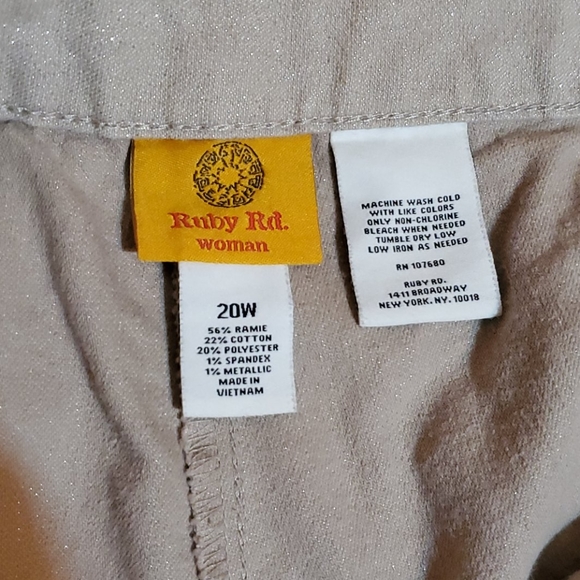 Ruby Rd.
woman
20W
56% RAMIE
22% COTTON
20% POLYESTER
1% SPANDEX
1% METALLIC
MADE IN
VIETNAM
MACHINE WASH COLD
WITH LIKE COLORS
ONLY NON-CHLORINE
BLEACH WHEN NEEDED
TUMBLE DRY LOW
LOW IRON AS NEEDED
RN 107680
RUBY RD.
1411 BROADWAY
NEW YORK, NY. 10018